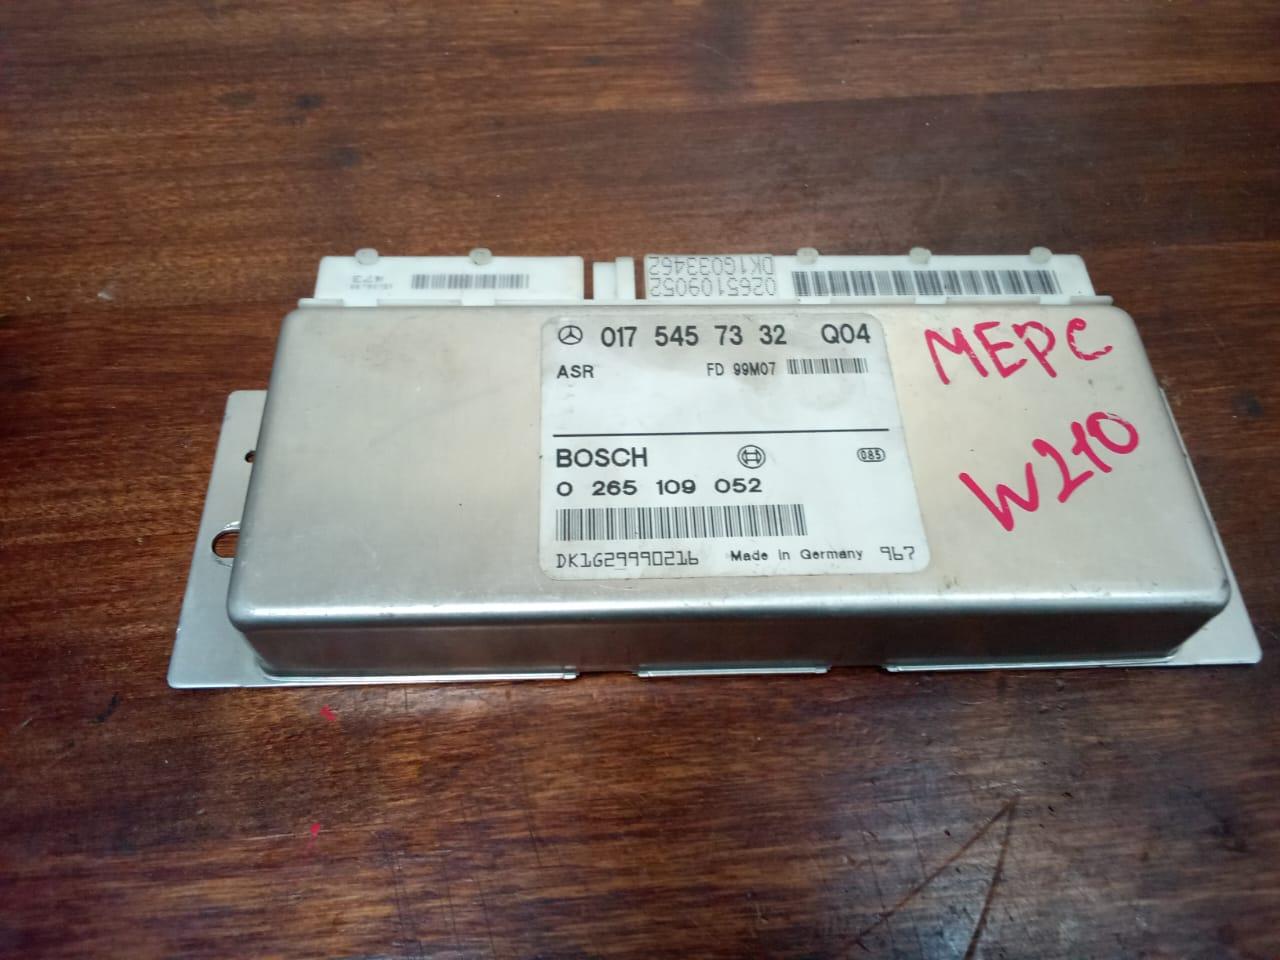 0265109052
DK1G033462
017 545 73 32 Q04
ASR FD 99M07
BOSCH 085
0 265 109 052
DK1G29990216 Made in Germany 967
МЕРС
W210